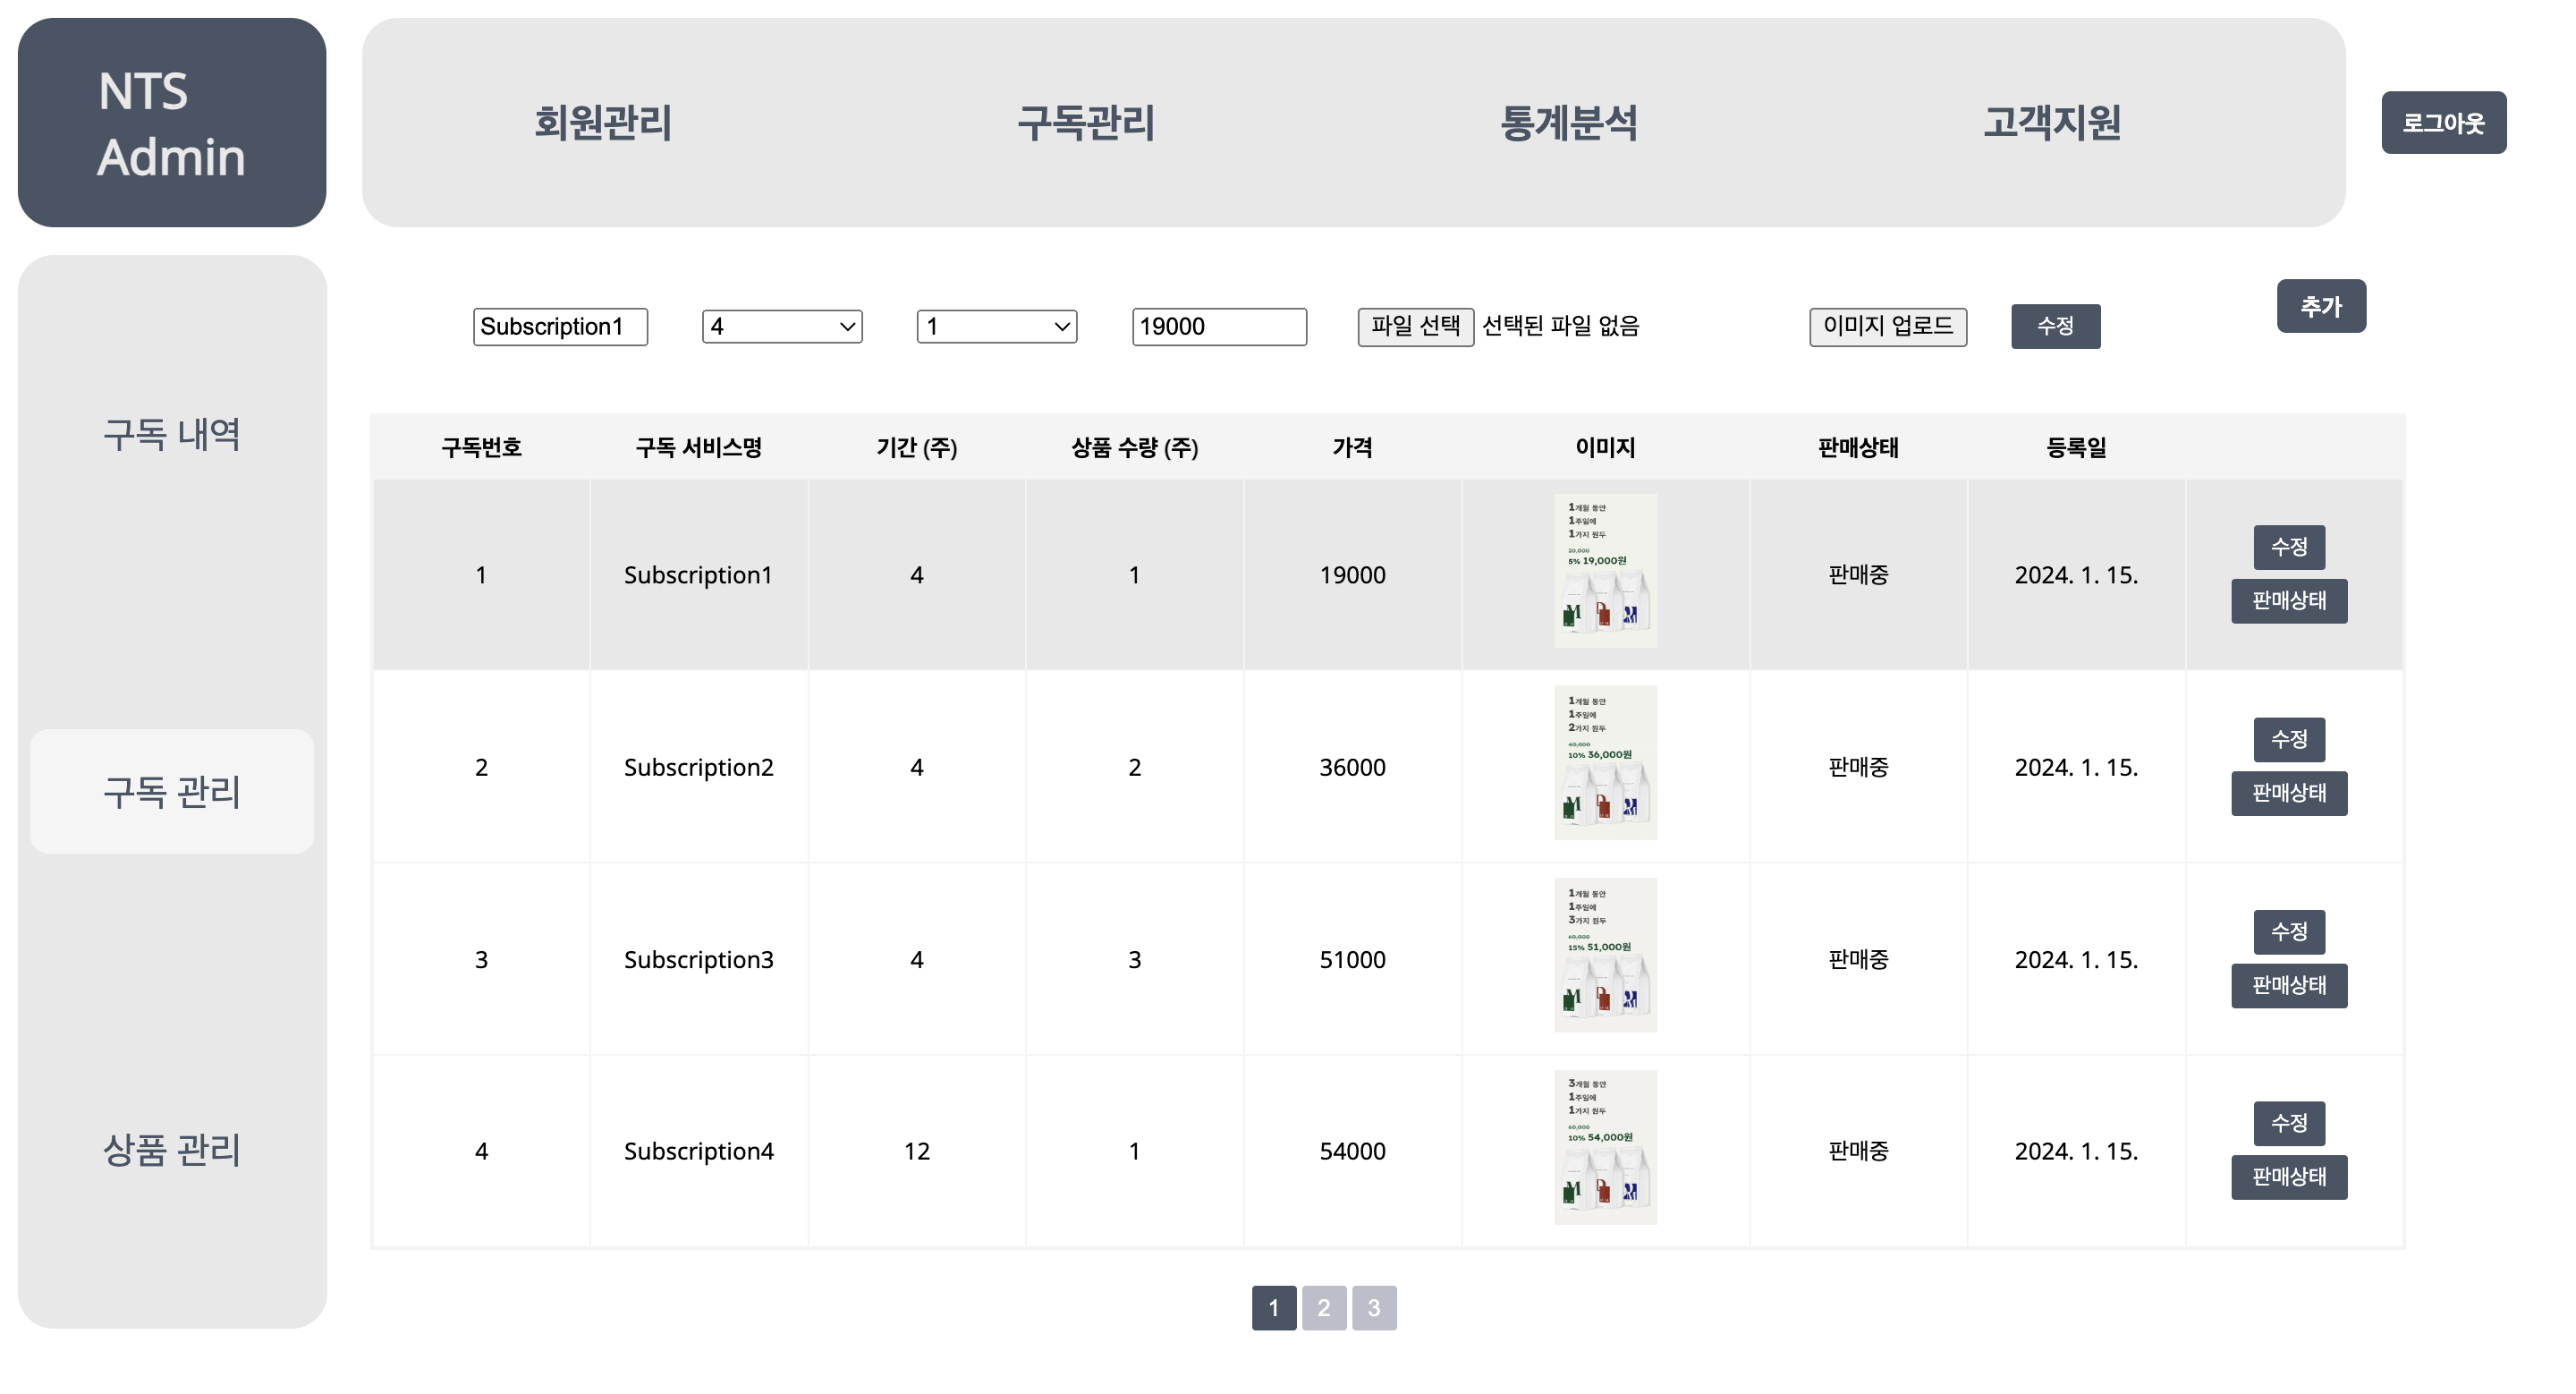 NTS
Admin
회원관리 구독관리 통계분석 고객지원
로그아웃
구독 내역
구독 관리
상품 관리
Subscription1 4 1 19000 파일 선택 선택된 파일 없음 이미지 업로드 수정
추가
구독번호 구독 서비스명 기간 (주) 상품 수량 (주) 가격 이미지 판매상태 등록일
1 Subscription1 4 1 19000
1개월 동안
1주일에
1가지 원두
20,000
5% 19,000원
판매중 2024. 1. 15.
수정
판매상태
2 Subscription2 4 2 36000
1개월 동안
1주일에
2가지 원두
40,000
10% 36,000원
판매중 2024. 1. 15.
수정
판매상태
3 Subscription3 4 3 51000
1개월 동안
1주일에
3가지 원두
60,000
15% 51,000원
판매중 2024. 1. 15.
수정
판매상태
4 Subscription4 12 1 54000
3개월 동안
1주일에
1가지 원두
60,000
10% 54,000원
판매중 2024. 1. 15.
수정
판매상태
1 2 3